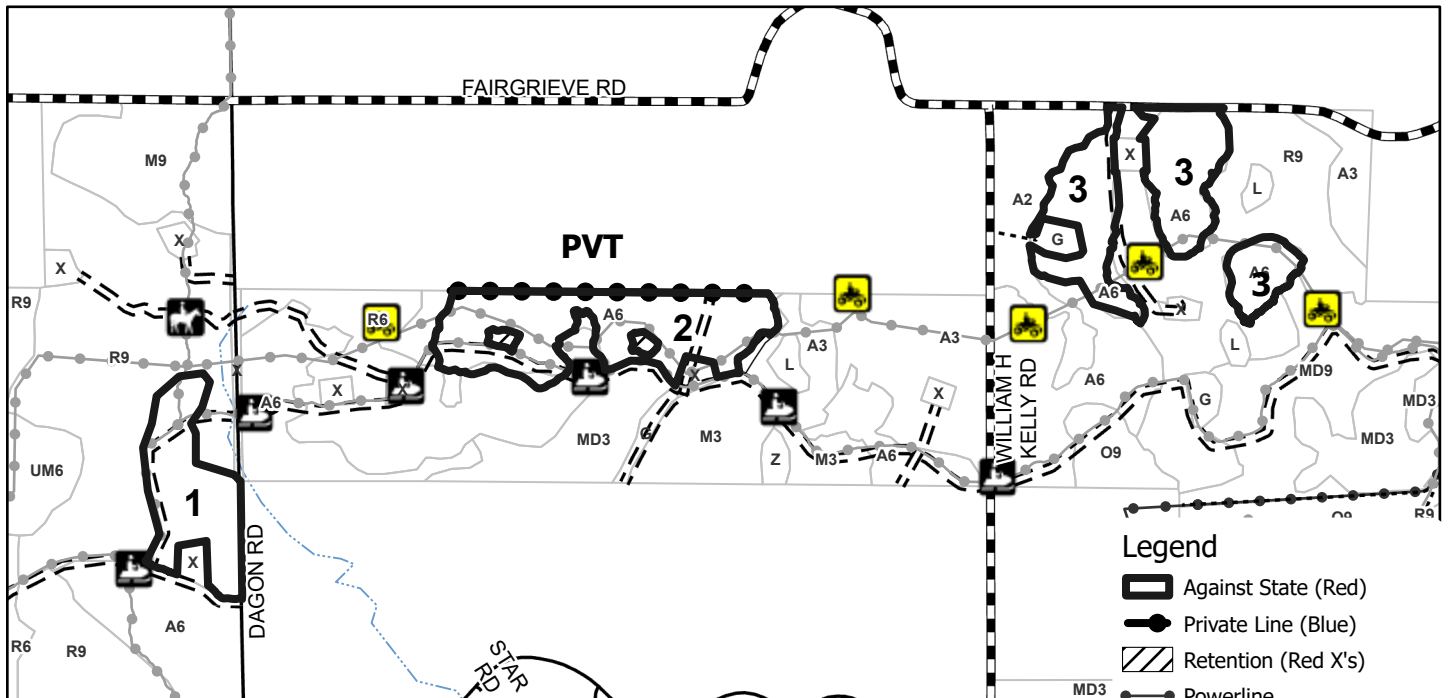 FAIRGRIEVE RD
M9
X
X
R9
R9
X
UM6
1
X
DAGON RD
A6
R6
R9
R6
X
A6
X
PVT
A6
2
X
MD3
G
M3
L
A3
A3
X
Z
M3
A6
STAR
RD
WILLIAM H
KELLY RD
A2
3
G
X
3
A6
R9
L
A3
A6
3
A6
X
L
A6
G
O9
MD9
MD3
MD3
O9
R9
MD3
Legend
Against State (Red)
Private Line (Blue)
Retention (Red X's)
Powerline